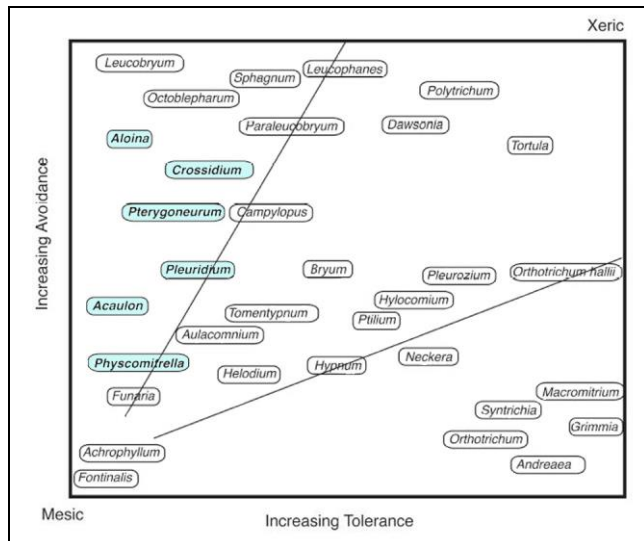 Xeric
Leucobryum
Sphagnum
Leucophanes
Octoblepharum
Polytrichum
Paraleucobryum
Dawsonia
Aloina
Tortula
Crossidium
Pterygoneurum
Campylopus
Pleuridium
Bryum
Pleurozium
Orthotrichum hallii
Acaulon
Hylocomium
Tomentypnum
Ptilium
Aulacomnium
Neckera
Physcomitrella
Helodium
Hypnum
Funaria
Macromitrium
Syntrichia
Grimmia
Orthotrichum
Achrophyllum
Andreaea
Fontinalis
Increasing Avoidance
Mesic
Increasing Tolerance